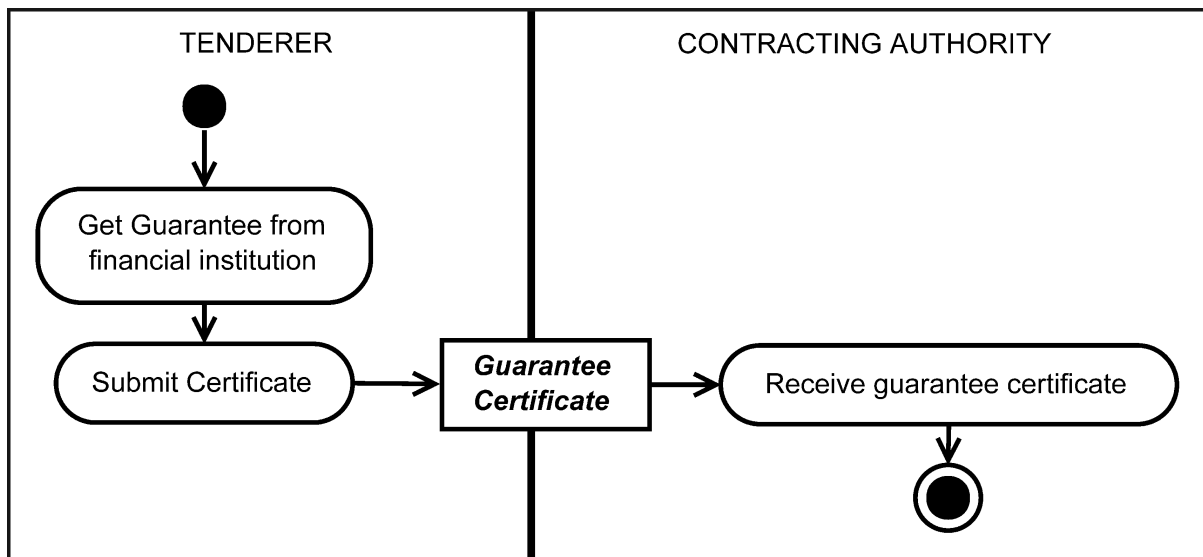 TENDERER
CONTRACTING AUTHORITY
Get Guarantee from
financial institution
Submit Certificate
Guarantee
Certificate
Receive guarantee certificate